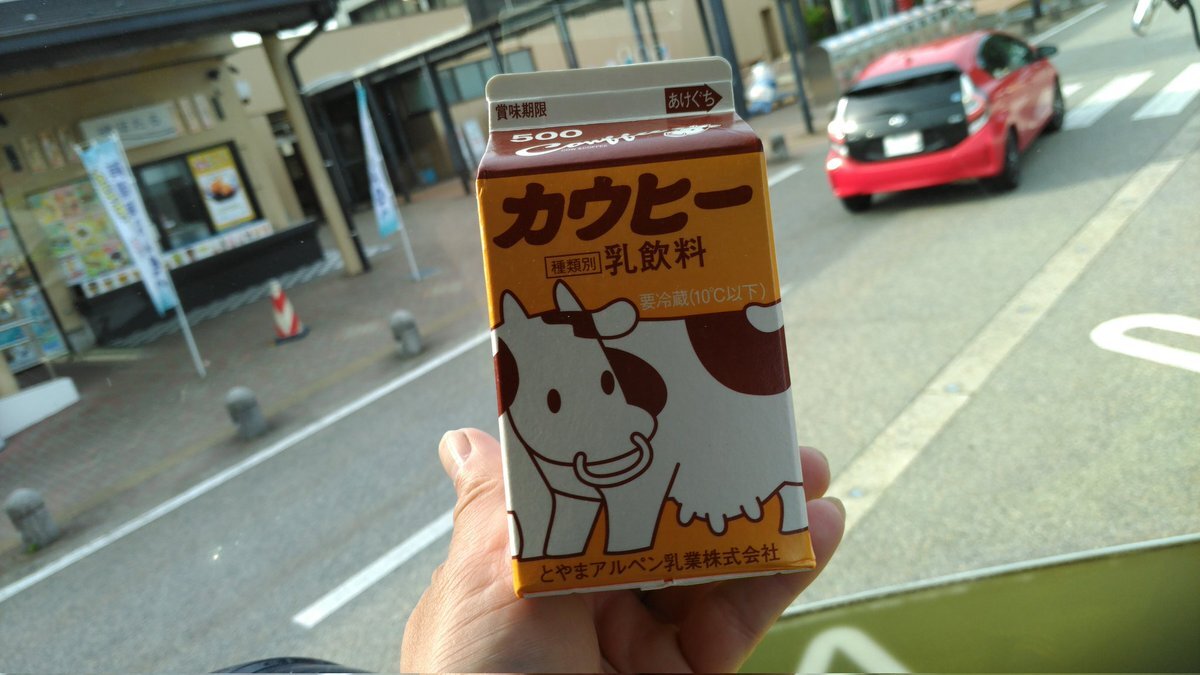 賞味期限
あけぐち
500
Cowffee
カウヒー
種類別 乳飲料
要冷蔵(10℃以下)
とやまアルペン乳業株式会社